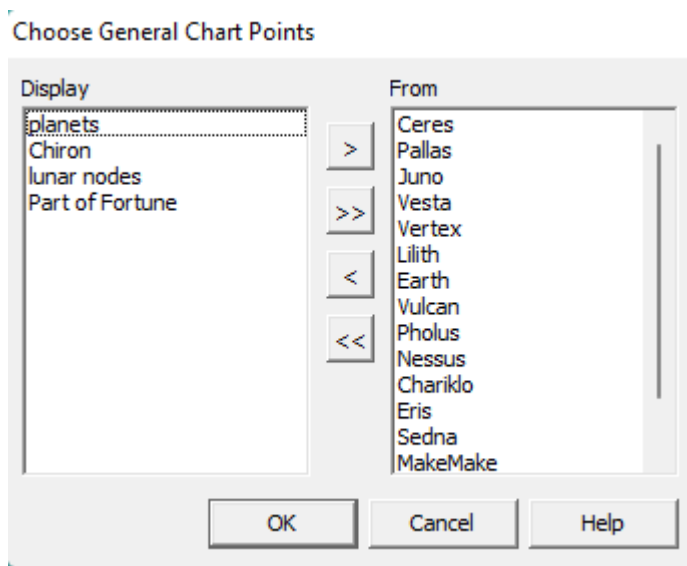 Choose General Chart Points
Display
planets
Chiron
lunar nodes
Part of Fortune
>
>>
<
<<
From
Ceres
Pallas
Juno
Vesta
Vertex
Lilith
Earth
Vulcan
Pholus
Nessus
Chariklo
Eris
Sedna
MakeMake
OK
Cancel
Help